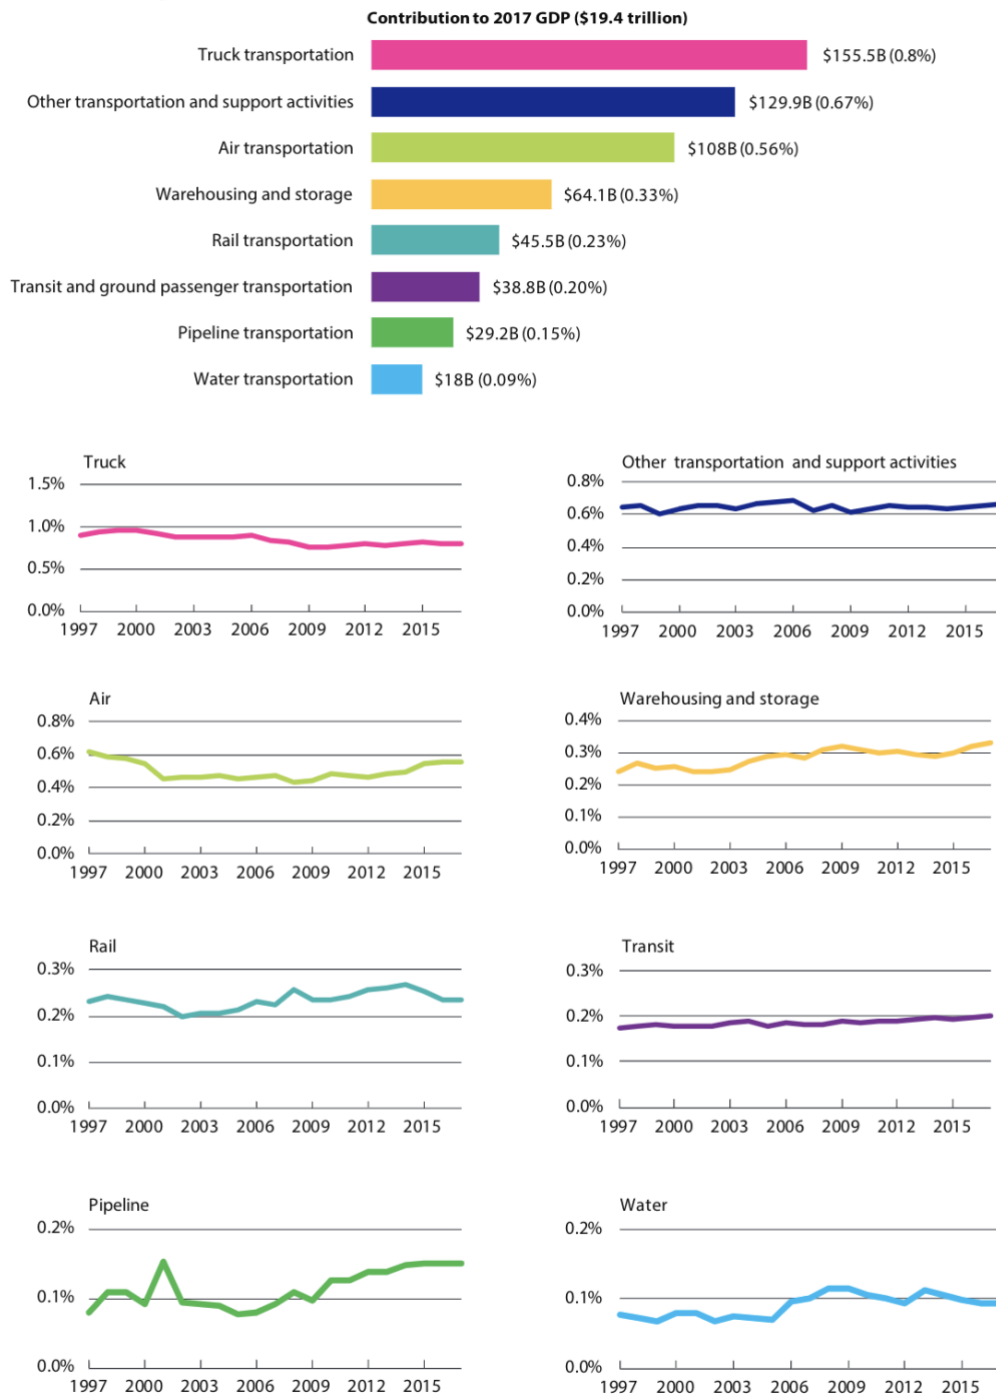 Contribution to 2017 GDP ($19.4 trillion)
Truck transportation $155.5B (0.8%)
Other transportation and support activities $129.9B (0.67%)
Air transportation $108B (0.56%)
Warehousing and storage $64.1B (0.33%)
Rail transportation $45.5B (0.23%)
Transit and ground passenger transportation $38.8B (0.20%)
Pipeline transportation $29.2B (0.15%)
Water transportation $18B (0.09%)
Truck
1.5%
1.0%
0.5%
0.0%
1997 2000 2003 2006 2009 2012 2015
Other transportation and support activities
0.8%
0.6%
0.4%
0.2%
0.0%
1997 2000 2003 2006 2009 2012 2015
Air
0.8%
0.6%
0.4%
0.2%
0.0%
1997 2000 2003 2006 2009 2012 2015
Warehousing and storage
0.4%
0.3%
0.2%
0.1%
0.0%
1997 2000 2003 2006 2009 2012 2015
Rail
0.3%
0.2%
0.1%
0.0%
1997 2000 2003 2006 2009 2012 2015
Transit
0.3%
0.2%
0.1%
0.0%
1997 2000 2003 2006 2009 2012 2015
Pipeline
0.2%
0.1%
0.0%
1997 2000 2003 2006 2009 2012 2015
Water
0.2%
0.1%
0.0%
1997 2000 2003 2006 2009 2012 2015